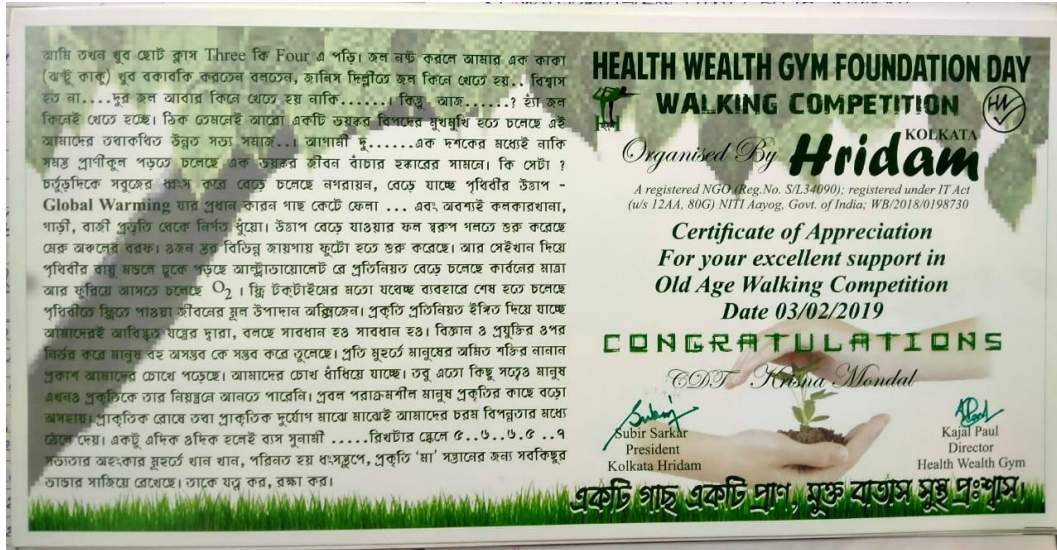 আমি তখন খুব ছোট ক্লাস Three কি Four এ পড়ি। জল নষ্ট করলে আমার এক কাকা
(ঝন্টু কাকু) খুব বকাবকি করতেন বলতেন, জানিস দিল্লীতে জল কিনে খেতে হয়.. বিশ্বাস
হত না....দুর জল আবার কিনে খেতে হয় নাকি.......। কিন্তু আজ......? হ্যাঁ জল
কিনেই খেতে হচ্ছে। ঠিক তেমনেই আরো একটি ভয়ঙ্কর বিপদের মুখমুখি হতে চলেছে এই
আমাদের তথাকথিত উন্নত সভ্য সমাজ... আগামী দু......এক দশকের মধ্যেই নাকি
সমস্ত প্রাণীকূল পড়তে চলেছে এক ভয়ঙ্কর জীবন বাঁচার হুঙ্কারের সামনে। কি সেটা ?
চর্তুদ্দিকে সবুজের ধ্বংস করে বেড়ে চলেছে নগরায়ন, বেড়ে যাচ্ছে পৃথিবীর উত্তাপ -
Global Warming যার প্রধান কারন গাছ কেটে ফেলা ... এবং অবশ্যই কলকারখানা,
গাড়ী, বাজী প্রভৃতি থেকে নির্গত ধুঁয়ো। উত্তাপ বেড়ে যাওয়ার ফল স্বরুপ গলতে শুরু করেছে
মেরু অঞ্চলের বরফ। ওজন স্তর বিভিন্ন জায়গায় ফুটো হতে শুরু করেছে। আর সেইখান দিয়ে
পৃথিবীর বায়ু মন্ডলে ঢুকে পড়ছে আল্ট্রাভায়োলেট রে প্রতিনিয়ত বেড়ে চলেছে কার্বনের মাত্রা
আর ফুরিয়ে আসতে চলেছে O2 । ফ্রি টক্‌টাইমের মতো যথেচ্ছ ব্যবহারে শেষ হতে চলেছে
পৃথিবীতে ফ্রিতে পাওয়া জীবনের মূল উপাদান অক্সিজেন। প্রকৃতি প্রতিনিয়ত ইঙ্গিত দিয়ে যাচ্ছে
আমাদেরই আবিষ্কৃত যন্ত্রের দ্বারা, বলছে সাবধান হও সাবধান হও। বিজ্ঞান ও প্রযুক্তির ওপর
নির্ভর করে মানুষ বহু অসম্ভব কে সম্ভব করে তুলেছে। প্রতি মুহূর্তে মানুষের অমিত শক্তির নানান
প্রকাশ আমাদের চোখে পড়েছে। আমাদের চোখ ধাঁধিয়ে যাচ্ছে। তবু এতো কিছু সত্ত্বেও মানুষ
এখনও প্রকৃতিকে তার নিয়ন্ত্রনে আনতে পারেনি। প্রবল পরাক্রমশীল মানুষ প্রকৃতির কাছে বড়ো
অসহায়। প্রাকৃতিক রোষে তথা প্রাকৃতিক দুর্যোগ মাঝে মাঝেই আমাদের চরম বিপন্নতার মধ্যে
ঠেলে দেয়। একটু এদিক ওদিক হলেই ব্যস সুনামী .....রিখটার স্কেলে ৫..৬..৬.৫ ..৭
সভ্যতার অহংকার মুহূর্তে খান খান, পরিনত হয় ধংসস্তুপে, প্রকৃতি 'মা' সন্তানের জন্য সবকিছুর
ভান্ডার সাজিয়ে রেখেছে। তাকে যত্ন কর, রক্ষা কর।
HEALTH WEALTH GYM FOUNDATION DAY
WALKING COMPETITION
HW
KOLKATA
Organised By Hridam
A registered NGO (Reg.No. S/L34090); registered under IT Act
(u/s 12AA, 80G) NITI Aayog, Govt. of India; WB/2018/0198730
Certificate of Appreciation
For your excellent support in
Old Age Walking Competition
Date 03/02/2019
CONGRATULATIONS
CDT Krisna Mondal
Subir Sarkar
President
Kolkata Hridam
Kajal Paul
Director
Health Wealth Gym
একটি গাছ একটি প্রাণ, মুক্ত বাতাস সুস্থ প্রঃশ্বাস।